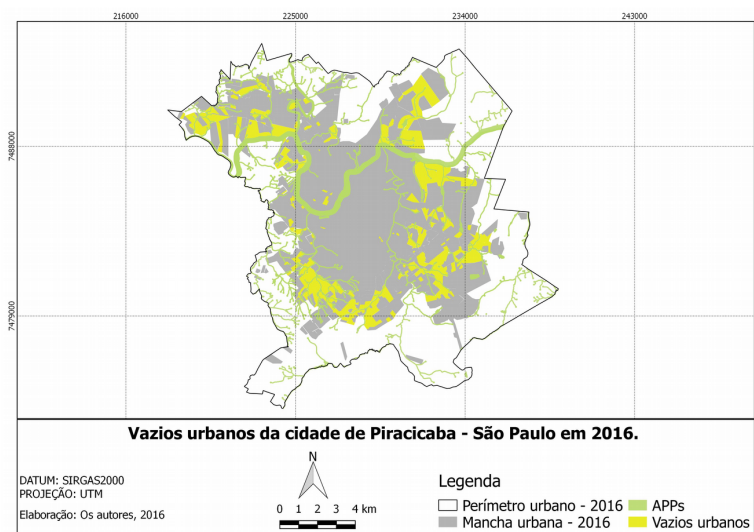 216000 225000 234000 243000
7488000
7479000
Vazios urbanos da cidade de Piracicaba - São Paulo em 2016.
DATUM: SIRGAS2000
PROJEÇÃO: UTM
Elaboração: Os autores, 2016
N
0 1 2 3 4 km
Legenda
Perímetro urbano - 2016 APPs
Mancha urbana - 2016 Vazios urbanos